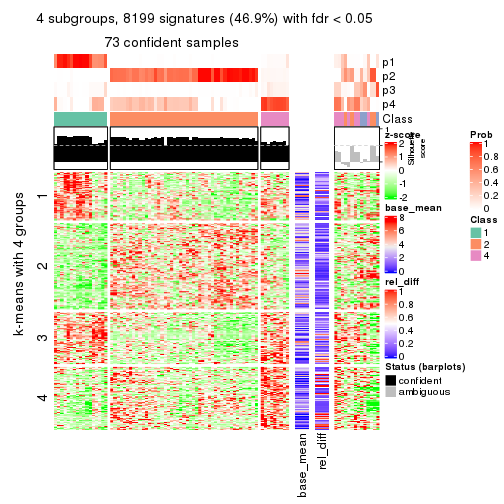 4 subgroups, 8199 signatures (46.9%) with fdr < 0.05
73 confident samples
p1
p2
p3
p4
Class
1
Silhouette
score
k-means with 4 groups
1
2
3
4
base_mean
rel_diff
z-score
2
1
0
-1
-2
base_mean
8
6
4
2
0
rel_diff
1
0.8
0.6
0.4
0.2
0
Status (barplots)
confident
ambiguous
Prob
1
0.8
0.6
0.4
0.2
0
Class
1
2
4